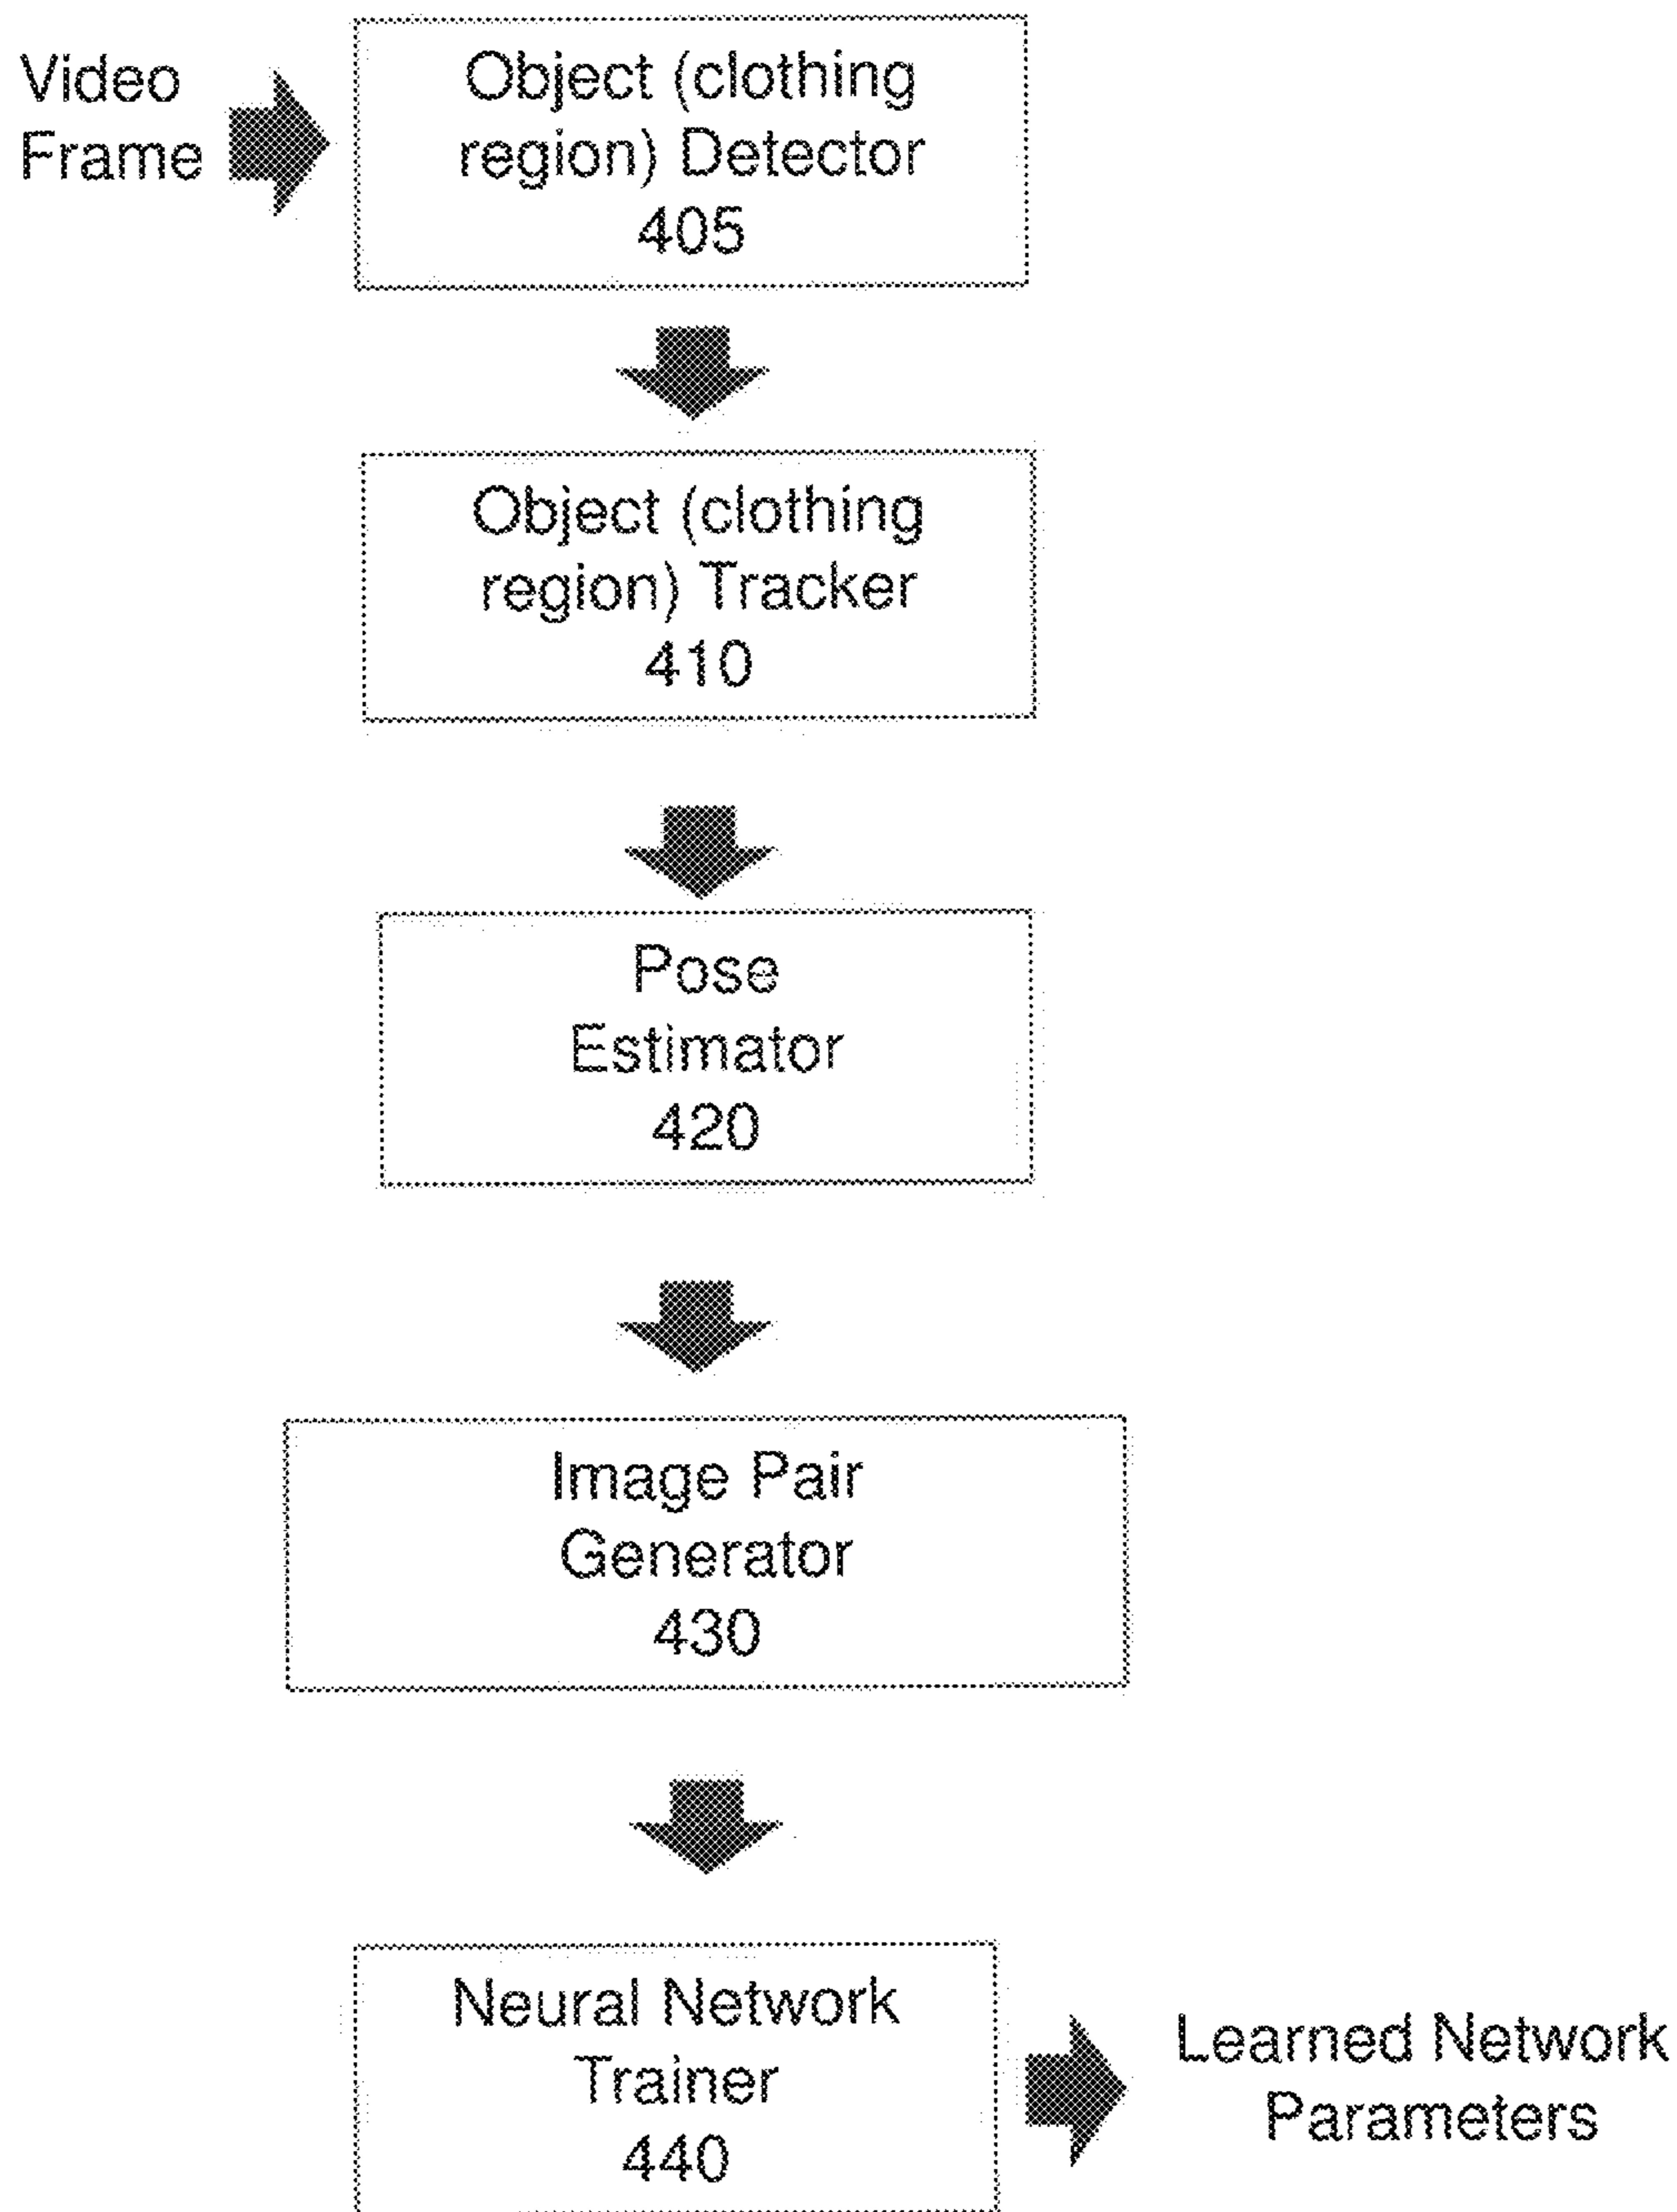 Video
Frame
Object (clothing
region) Detector
405
Object (clothing
region) Tracker
410
Pose
Estimator
420
Image Pair
Generator
430
Neural Network
Trainer
440
Learned Network
Parameters